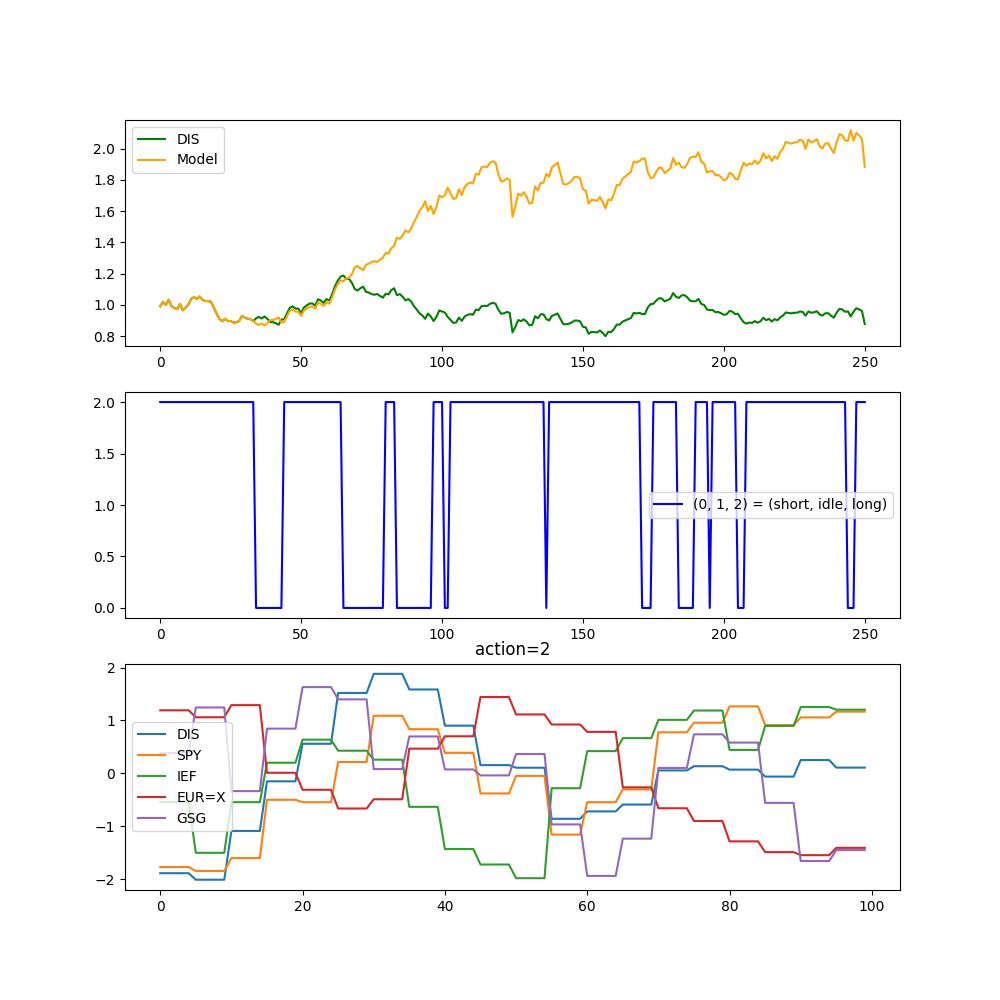 DIS
Model
2.0
1.8
1.6
1.4
1.2
1.0
0.8
0 50 100 150 200 250
2.0
1.5
1.0
0.5
0.0
(0, 1, 2) = (short, idle, long)
0 50 100 150 200 250
action=2
2
1
0
−1
−2
DIS
SPY
IEF
EUR=X
GSG
0 20 40 60 80 100